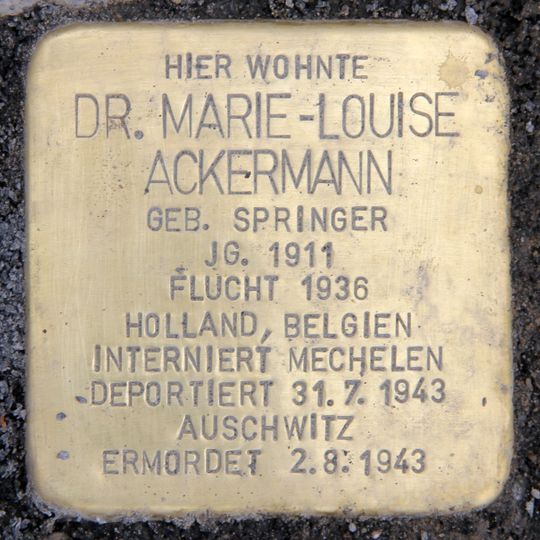 HIER WOHNTE
DR. MARIE-LOUISE
ACKERMANN
GEB. SPRINGER
JG. 1911
FLUCHT 1936
HOLLAND, BELGIEN
INTERNIERT MECHELEN
DEPORTIERT 31.7.1943
AUSCHWITZ
ERMORDET 2.8.1943